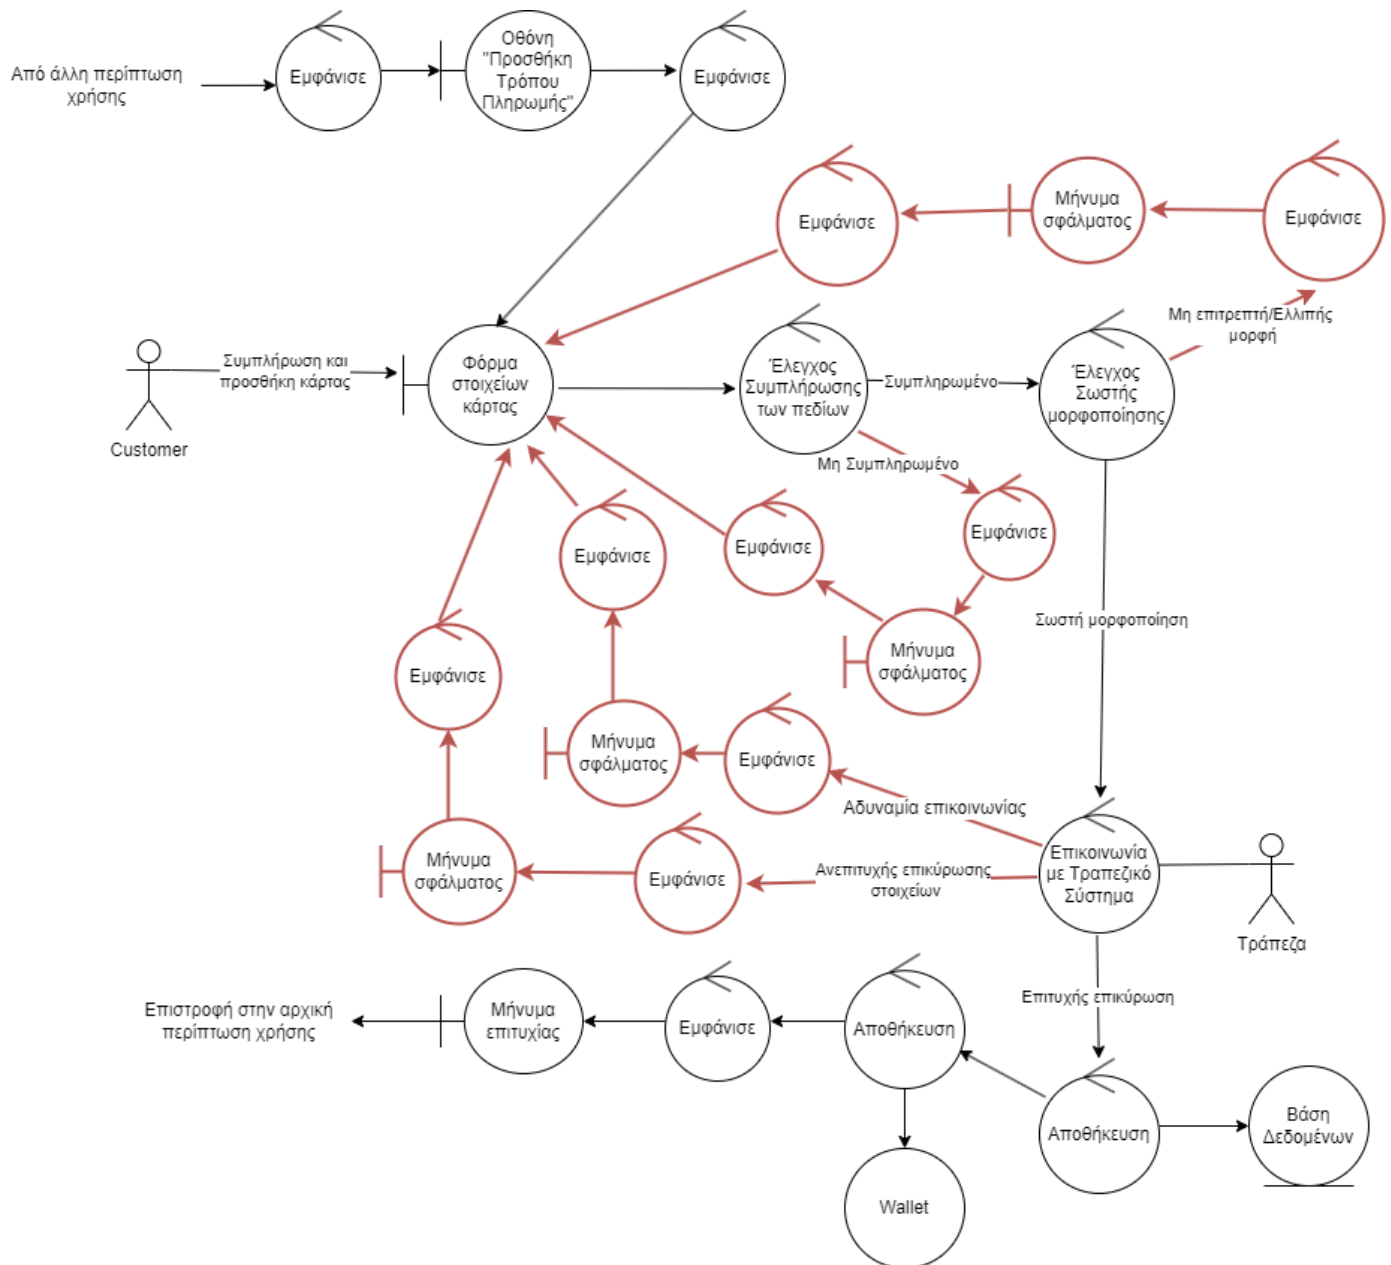 Από άλλη περίπτωση
χρήσης
Εμφάνισε
Οθόνη
"Προσθήκη
Τρόπου
Πληρωμής"
Εμφάνισε
Εμφάνισε
Μήνυμα
σφάλματος
Εμφάνισε
Μη επιτρεπτή/Ελλιπής
μορφή
Customer
Συμπλήρωση και
προσθήκη κάρτας
Φόρμα
στοιχείων
κάρτας
Έλεγχος
Συμπλήρωσης
των πεδίων
Συμπληρωμένο
Έλεγχος
Σωστής
μορφοποίησης
Μη Συμπληρωμένο
Εμφάνισε
Εμφάνισε
Εμφάνισε
Μήνυμα
σφάλματος
Σωστή μορφοποίηση
Εμφάνισε
Μήνυμα
σφάλματος
Εμφάνισε
Αδυναμία επικοινωνίας
Μήνυμα
σφάλματος
Εμφάνισε
Ανεπιτυχής επικύρωσης
στοιχείων
Επικοινωνία
με Τραπεζικό
Σύστημα
Τράπεζα
Επιτυχής επικύρωση
Επιστροφή στην αρχική
περίπτωση χρήσης
Μήνυμα
επιτυχίας
Εμφάνισε
Αποθήκευση
Αποθήκευση
Βάση
Δεδομένων
Wallet